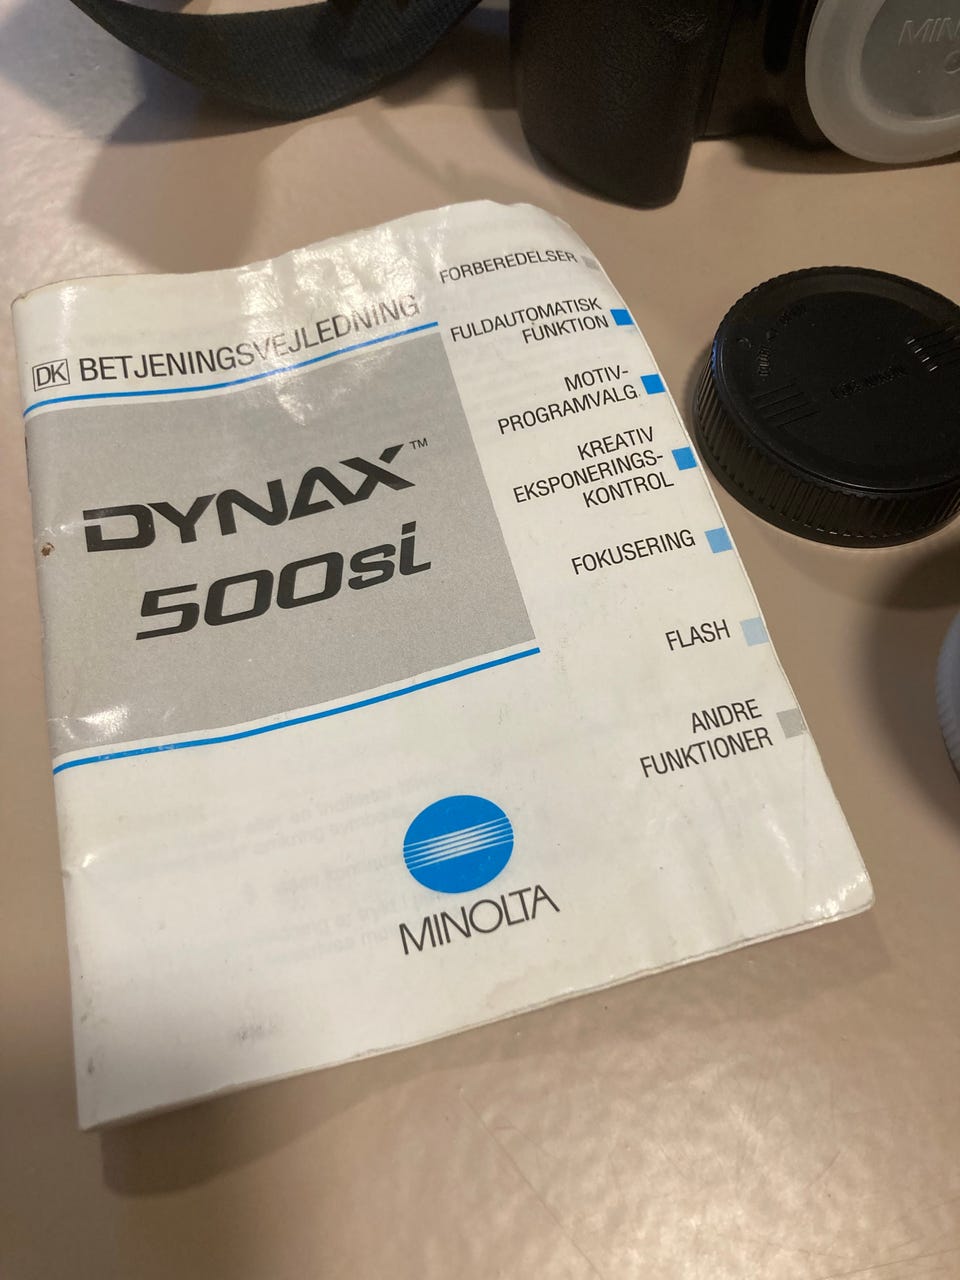 DK BETJENINGSVEJLEDNING
DYNAX™
500si
FORBEREDELSER
FULDAUTOMATISK
FUNKTION
MOTIV-
PROGRAMVALG
KREATIV
EKSPONERINGS-
KONTROL
FOKUSERING
FLASH
ANDRE
FUNKTIONER
MINOLTA